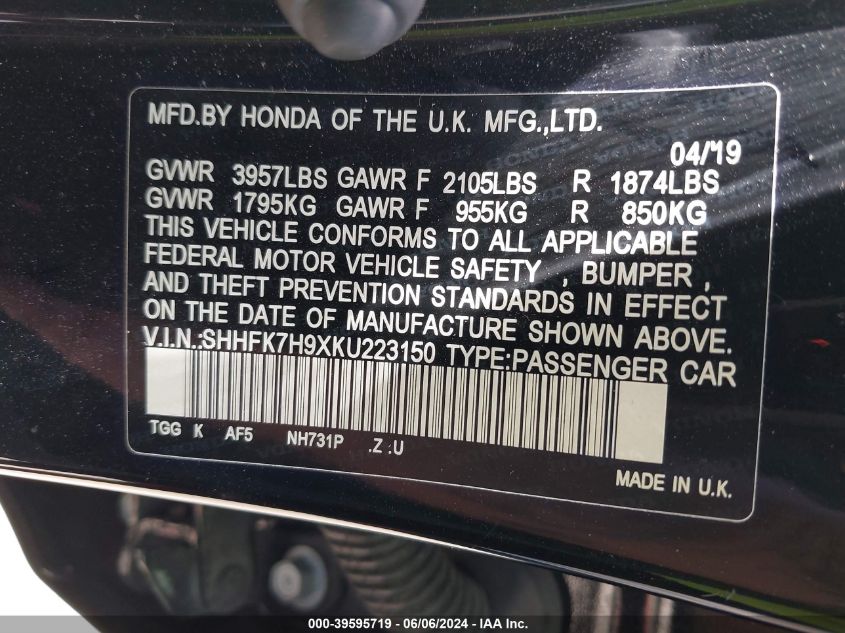 MFD.BY HONDA OF THE U.K. MFG.,LTD.
04/'19
GVWR 3957LBS GAWR F 2105LBS R 1874LBS
GVWR 1795KG GAWR F 955KG R 850KG
THIS VEHICLE CONFORMS TO ALL APPLICABLE
FEDERAL MOTOR VEHICLE SAFETY , BUMPER ,
AND THEFT PREVENTION STANDARDS IN EFFECT
ON THE DATE OF MANUFACTURE SHOWN ABOVE.
V.I.N.:SHHFK7H9XKU223150 TYPE:PASSENGER CAR
TGG K AF5 NH731P .Z :U
MADE IN U.K.
000-39595719 - 06/06/2024 - IAA Inc.